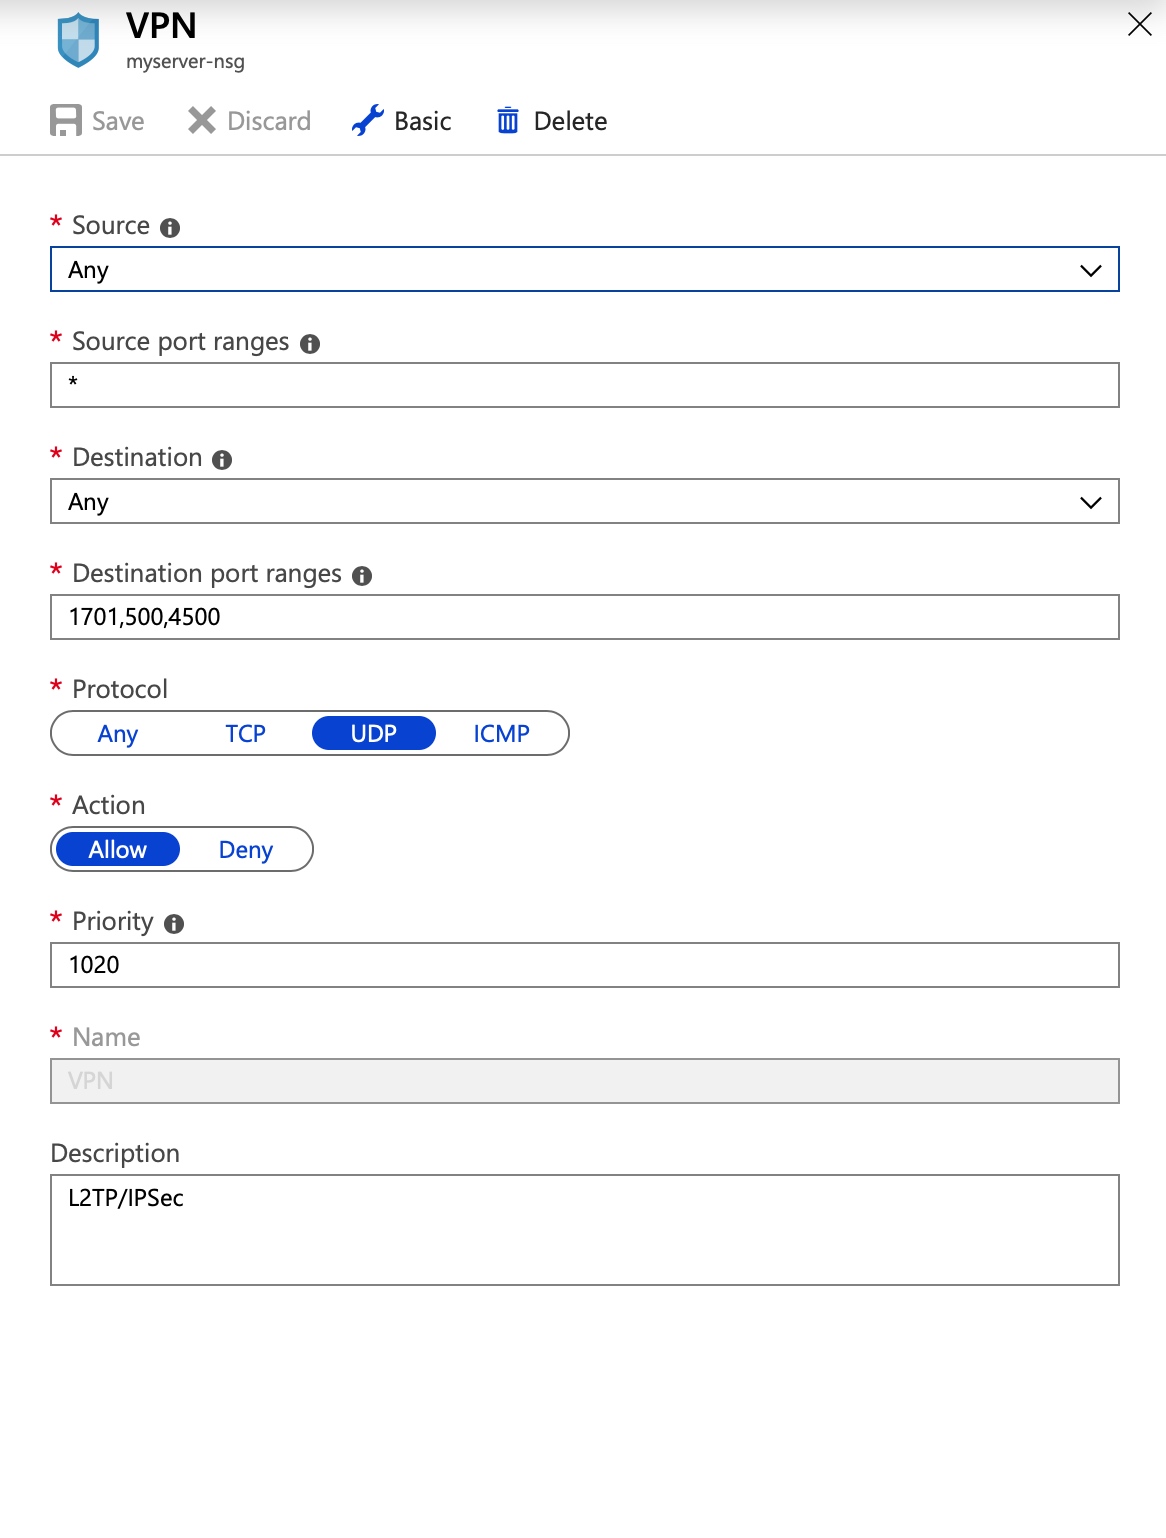 VPN
myserver-nsg
Save Discard Basic Delete
* Source
Any
* Source port ranges
*
* Destination
Any
* Destination port ranges
1701,500,4500
* Protocol
Any TCP UDP ICMP
* Action
Allow Deny
* Priority
1020
* Name
VPN
Description
L2TP/IPSec